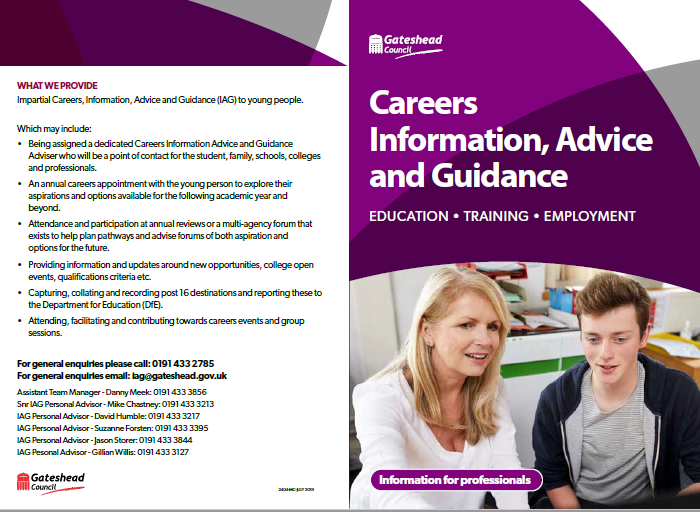 WHAT WE PROVIDE
Impartial Careers, Information, Advice and Guidance (IAG) to young people.
Which may include:
• Being assigned a dedicated Careers Information Advice and Guidance
Adviser who will be a point of contact for the student, family, schools, colleges
and professionals.
• An annual careers appointment with the young person to explore their
aspirations and options available for the following academic year and
beyond.
• Attendance and participation at annual reviews or a multi-agency forum that
exists to help plan pathways and advise forums of both aspiration and
options for the future.
• Providing information and updates around new opportunities, college open
events, qualifications criteria etc.
• Capturing, collating and recording post 16 destinations and reporting these to
the Department for Education (DfE).
• Attending, facilitating and contributing towards careers events and group
sessions.
For general enquiries please call: 0191 433 2785
For general enquiries email: iag@gateshead.gov.uk
Assistant Team Manager - Danny Meek: 0191 433 3856
Snr IAG Personal Advisor - Mike Chastney: 0191 433 3213
IAG Personal Advisor - David Humble: 0191 433 3217
IAG Personal Advisor - Suzanne Forsten: 0191 433 3395
IAG Personal Advisor - Jason Storer: 0191 433 3844
IAG Pesonal Advisor - Gillian Willis: 0191 433 3127
Gateshead
Council
Gateshead
Council
Careers
Information, Advice
and Guidance
EDUCATION • TRAINING • EMPLOYMENT
Information for professionals